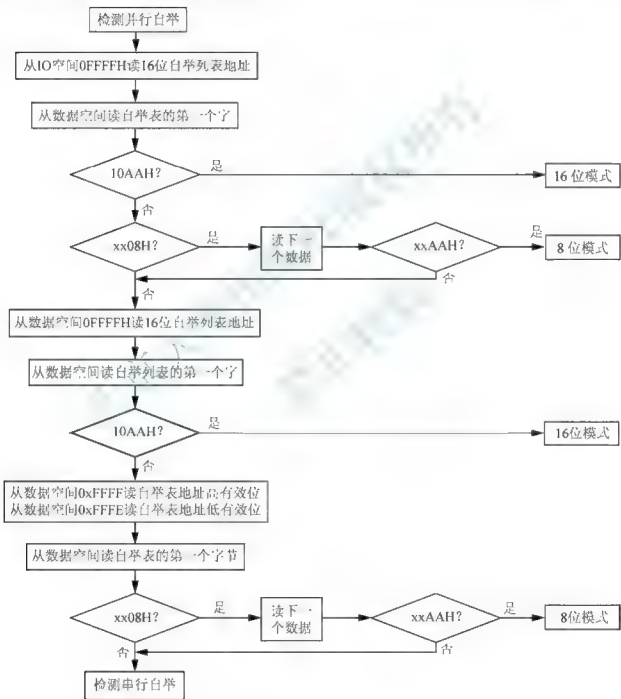 检测并行自举
从IO空间0FFFFH读16位自举列表地址
从数据空间读自举表的第一个字
10AAH?
是
16位模式
否
xx08H?
是
读下一
个数据
xxAAH?
是
8位模式
否
否
从数据空间0FFFFH读16位自举列表地址
从数据空间读自举列表的第一个字
10AAH?
是
16位模式
否
从数据空间0xFFFF读自举表地址高有效位
从数据空间0xFFFE读自举表地址低有效位
从数据空间读自举表的第一个字节
xx08H?
是
读下一
个数据
xxAAH?
是
8位模式
否
否
检测串行自举